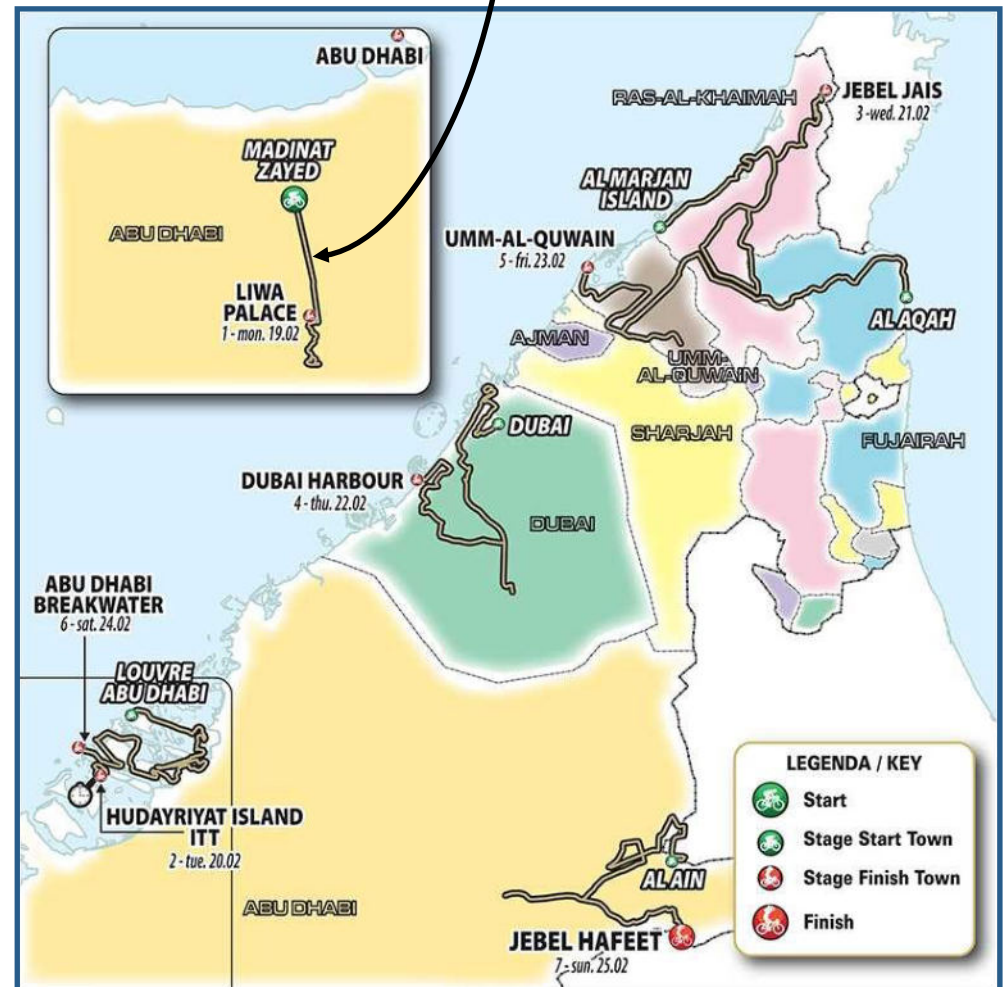 ABU DHABI
MADINAT
ZAYED
ABU DHABI
LIWA
PALACE
1 - mon. 19.02
RAS-AL-KHAIMAH
JEBEL JAIS
3 -wed. 21.02
AL MARJAN
ISLAND
UMM-AL-QUWAIN
5 - fri. 23.02
AL AQAH
AJMAN
UMM-
AL-QUWAIN
DUBAI
SHARJAH
FUJAIRAH
DUBAI HARBOUR
4 - thu. 22.02
DUBAI
ABU DHABI
BREAKWATER
6 - sat. 24.02
LOUVRE
ABU DHABI
HUDAYRIYAT ISLAND
ITT
2 - tue. 20.02
ABU DHABI
AL AIN
JEBEL HAFEET
7 - sun. 25.02
LEGENDA / KEY
Start
Stage Start Town
Stage Finish Town
Finish